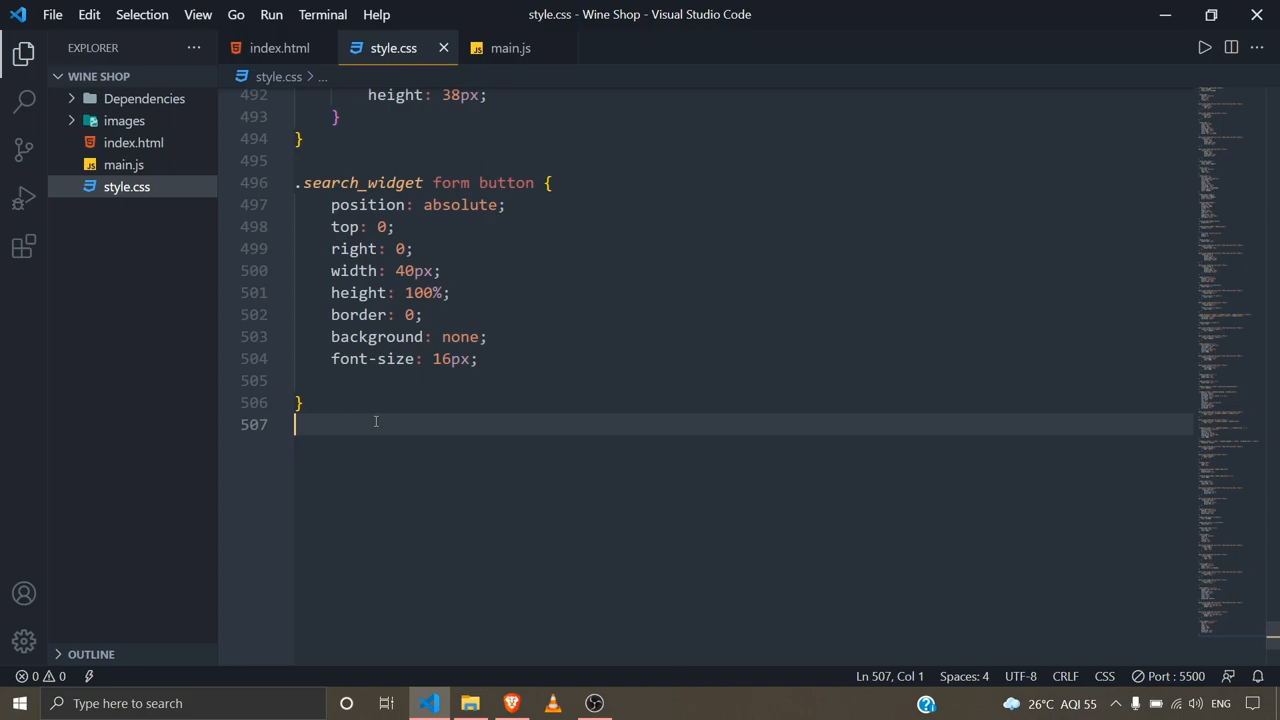 File Edit Selection View Go Run Terminal Help
style.css - Wine Shop - Visual Studio Code
EXPLORER
index.html
style.css
main.js
WINE SHOP
style.css > ...
Dependencies
images
index.html
main.js
style.css
492 height: 38px;
493 }
494 }
495
496 .search_widget form button {
497 position: absolute;
498 top: 0;
499 right: 0;
500 width: 40px;
501 height: 100%;
502 border: 0;
503 background: none;
504 font-size: 16px;
505
506 }
507
OUTLINE
0 0
Ln 507, Col 1 Spaces: 4 UTF-8 CRLF CSS Port : 5500
Type here to search
26°C AQI 55 ENG